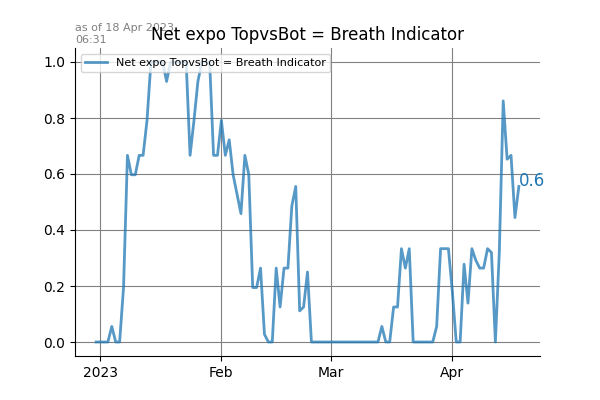 as of 18 Apr 2023
06:31
Net expo TopvsBot = Breath Indicator
Net expo TopvsBot = Breath Indicator
1.0
0.8
0.6
0.6
0.4
0.2
0.0
2023 Feb Mar Apr